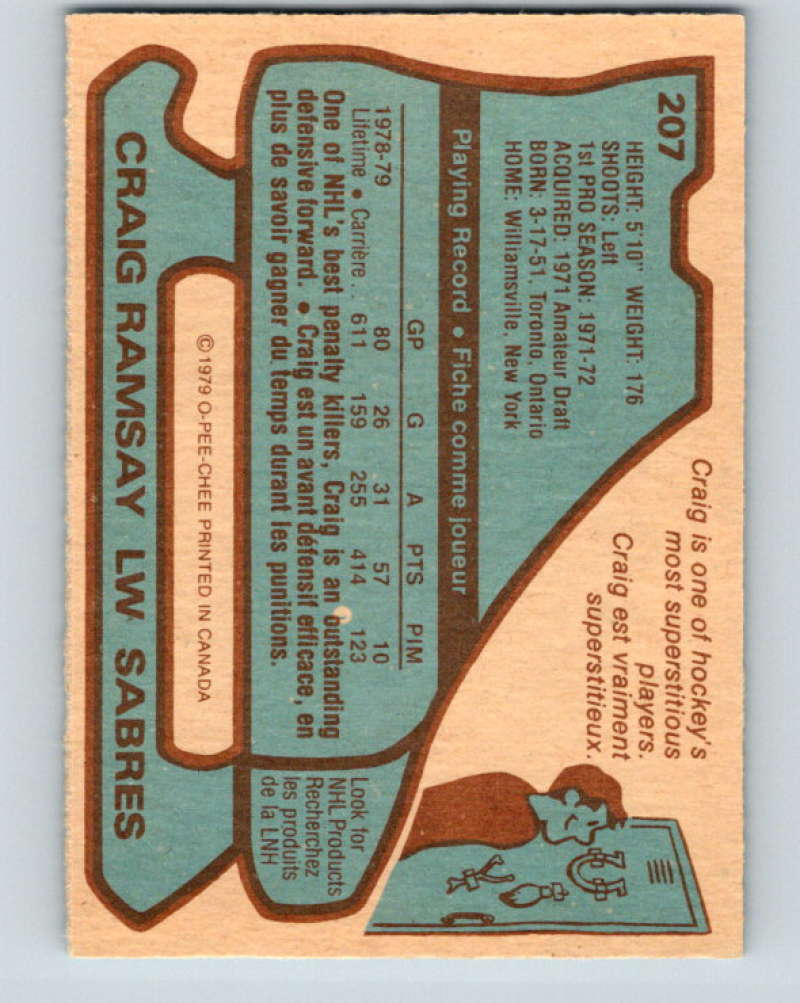 207
HEIGHT: 5'10" WEIGHT: 176
SHOOTS: Left
1st PRO SEASON: 1971-72
ACQUIRED: 1971 Amateur Draft
BORN: 3-17-51, Toronto, Ontario
HOME: Williamsville, New York
Craig is one of hockey's
most superstitious
players.
Craig est vraiment
superstitieux.
Playing Record • Fiche comme joueur
GP G A PTS PIM
1978-79 80 26 31 57 10
Lifetime • Carrière .. 611 159 255 414 123
One of NHL's best penalty killers, Craig is an outstanding
defensive forward. • Craig est un avant défensif efficace, en
plus de savoir gagner du temps durant les punitions.
Look for
NHL Products
Recherchez
les produits
de la LNH
© 1979 O-PEE-CHEE PRINTED IN CANADA
CRAIG RAMSAY LW SABRES